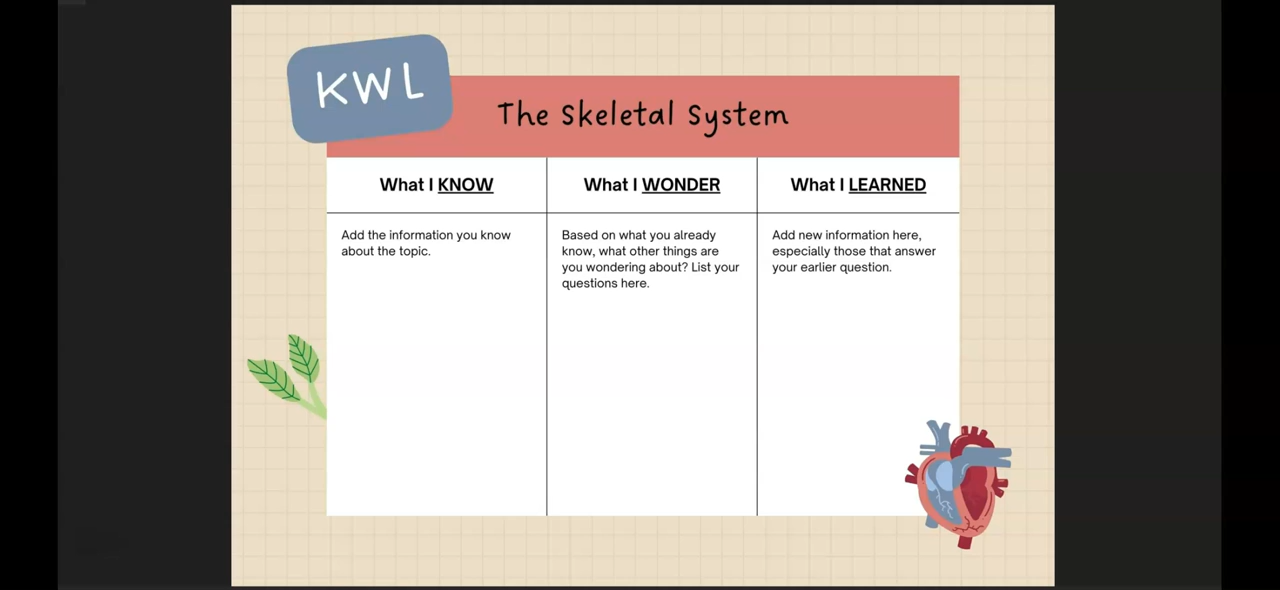 KWL
The Skeletal System
What I KNOW
What I WONDER
What I LEARNED
Add the information you know
about the topic.
Based on what you already
know, what other things are
you wondering about? List your
questions here.
Add new information here,
especially those that answer
your earlier question.